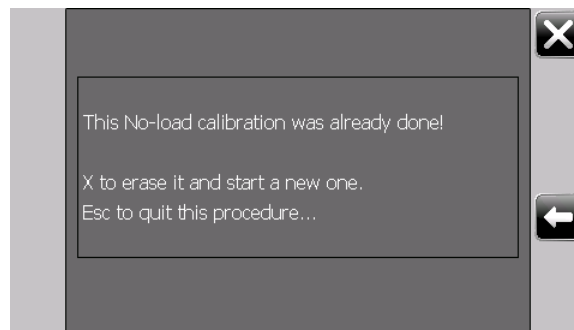 This No-load calibration was already done!
X to erase it and start a new one.
Esc to quit this procedure...